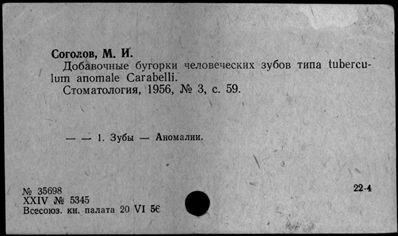 Соголов, М. И.
Добавочные бугорки человеческих зубов типа tubercu-
lum anomale Carabelli.
Стоматология, 1956, № 3, с. 59.
— — 1. Зубы — Аномалии.
№ 35698
22-4
XXIV № 5345
Всесоюз. кн. палата 20 VI 56